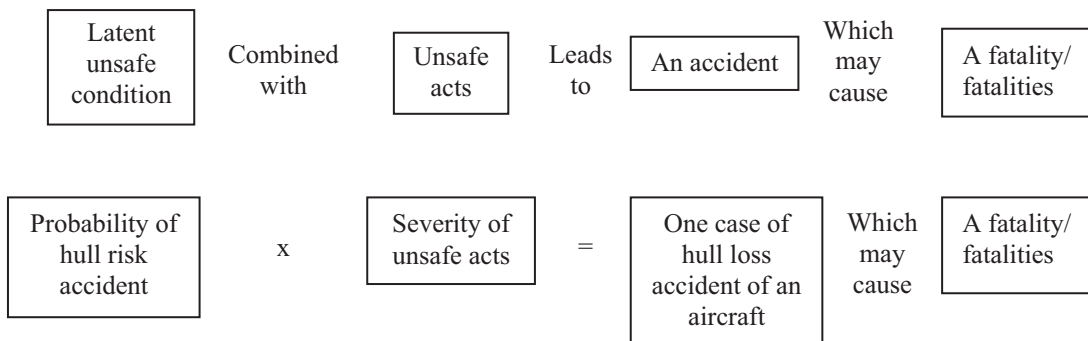 Latent
unsafe
condition
Combined
with
Unsafe
acts
Leads
to
An accident
Which
may
cause
A fatality/
fatalities
Probability of
hull risk
accident
x
Severity of
unsafe acts
=
One case of
hull loss
accident of an
aircraft
Which
may
cause
A fatality/
fatalities